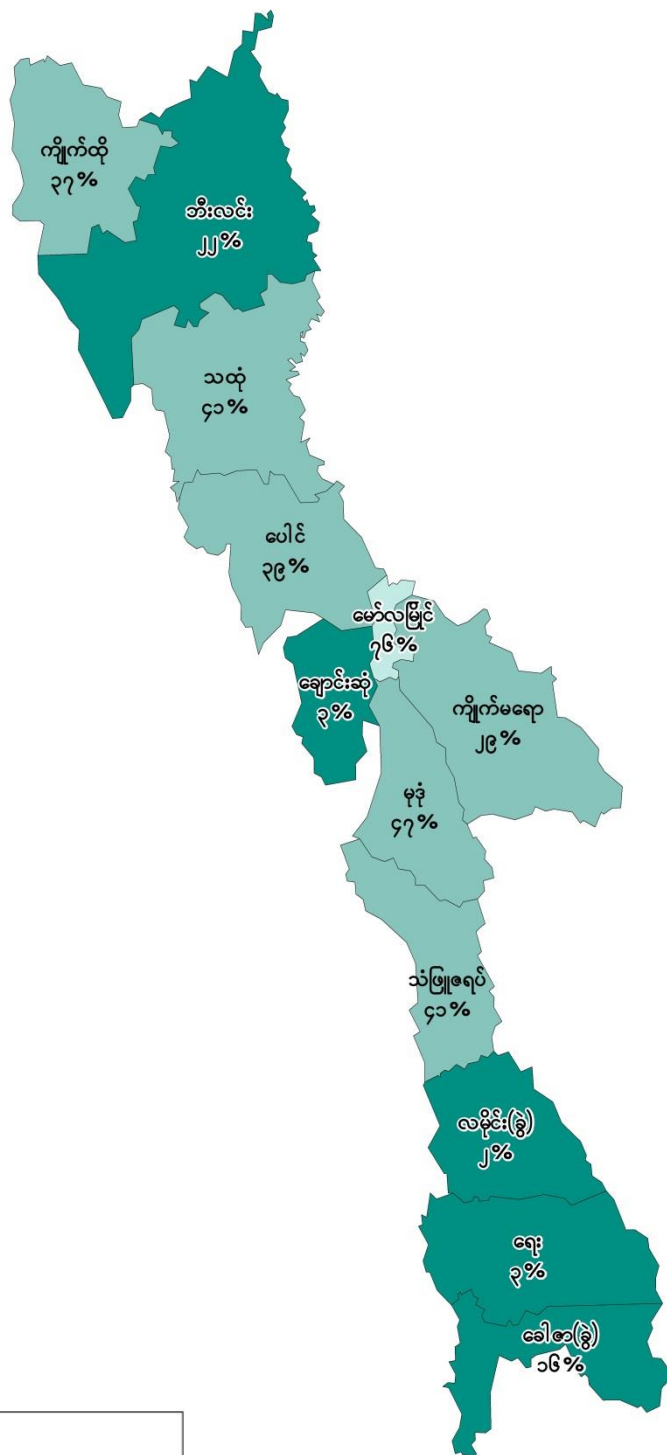 ကျိုက်ထို
၃၇%
ဘီးလင်း
၂၂%
သထုံ
၄၁%
ပေါင်
၃၉%
မော်လမြိုင်
၇၆%
ချောင်းဆုံ
၃%
ကျိုက်မရော
၂၉%
မုဒုံ
၄၇%
သံဖြူဇရပ်
၄၁%
လမိုင်း(ခွဲ)
၂%
ရေး
၃%
ခေါဇာ(ခွဲ)
၁၆%